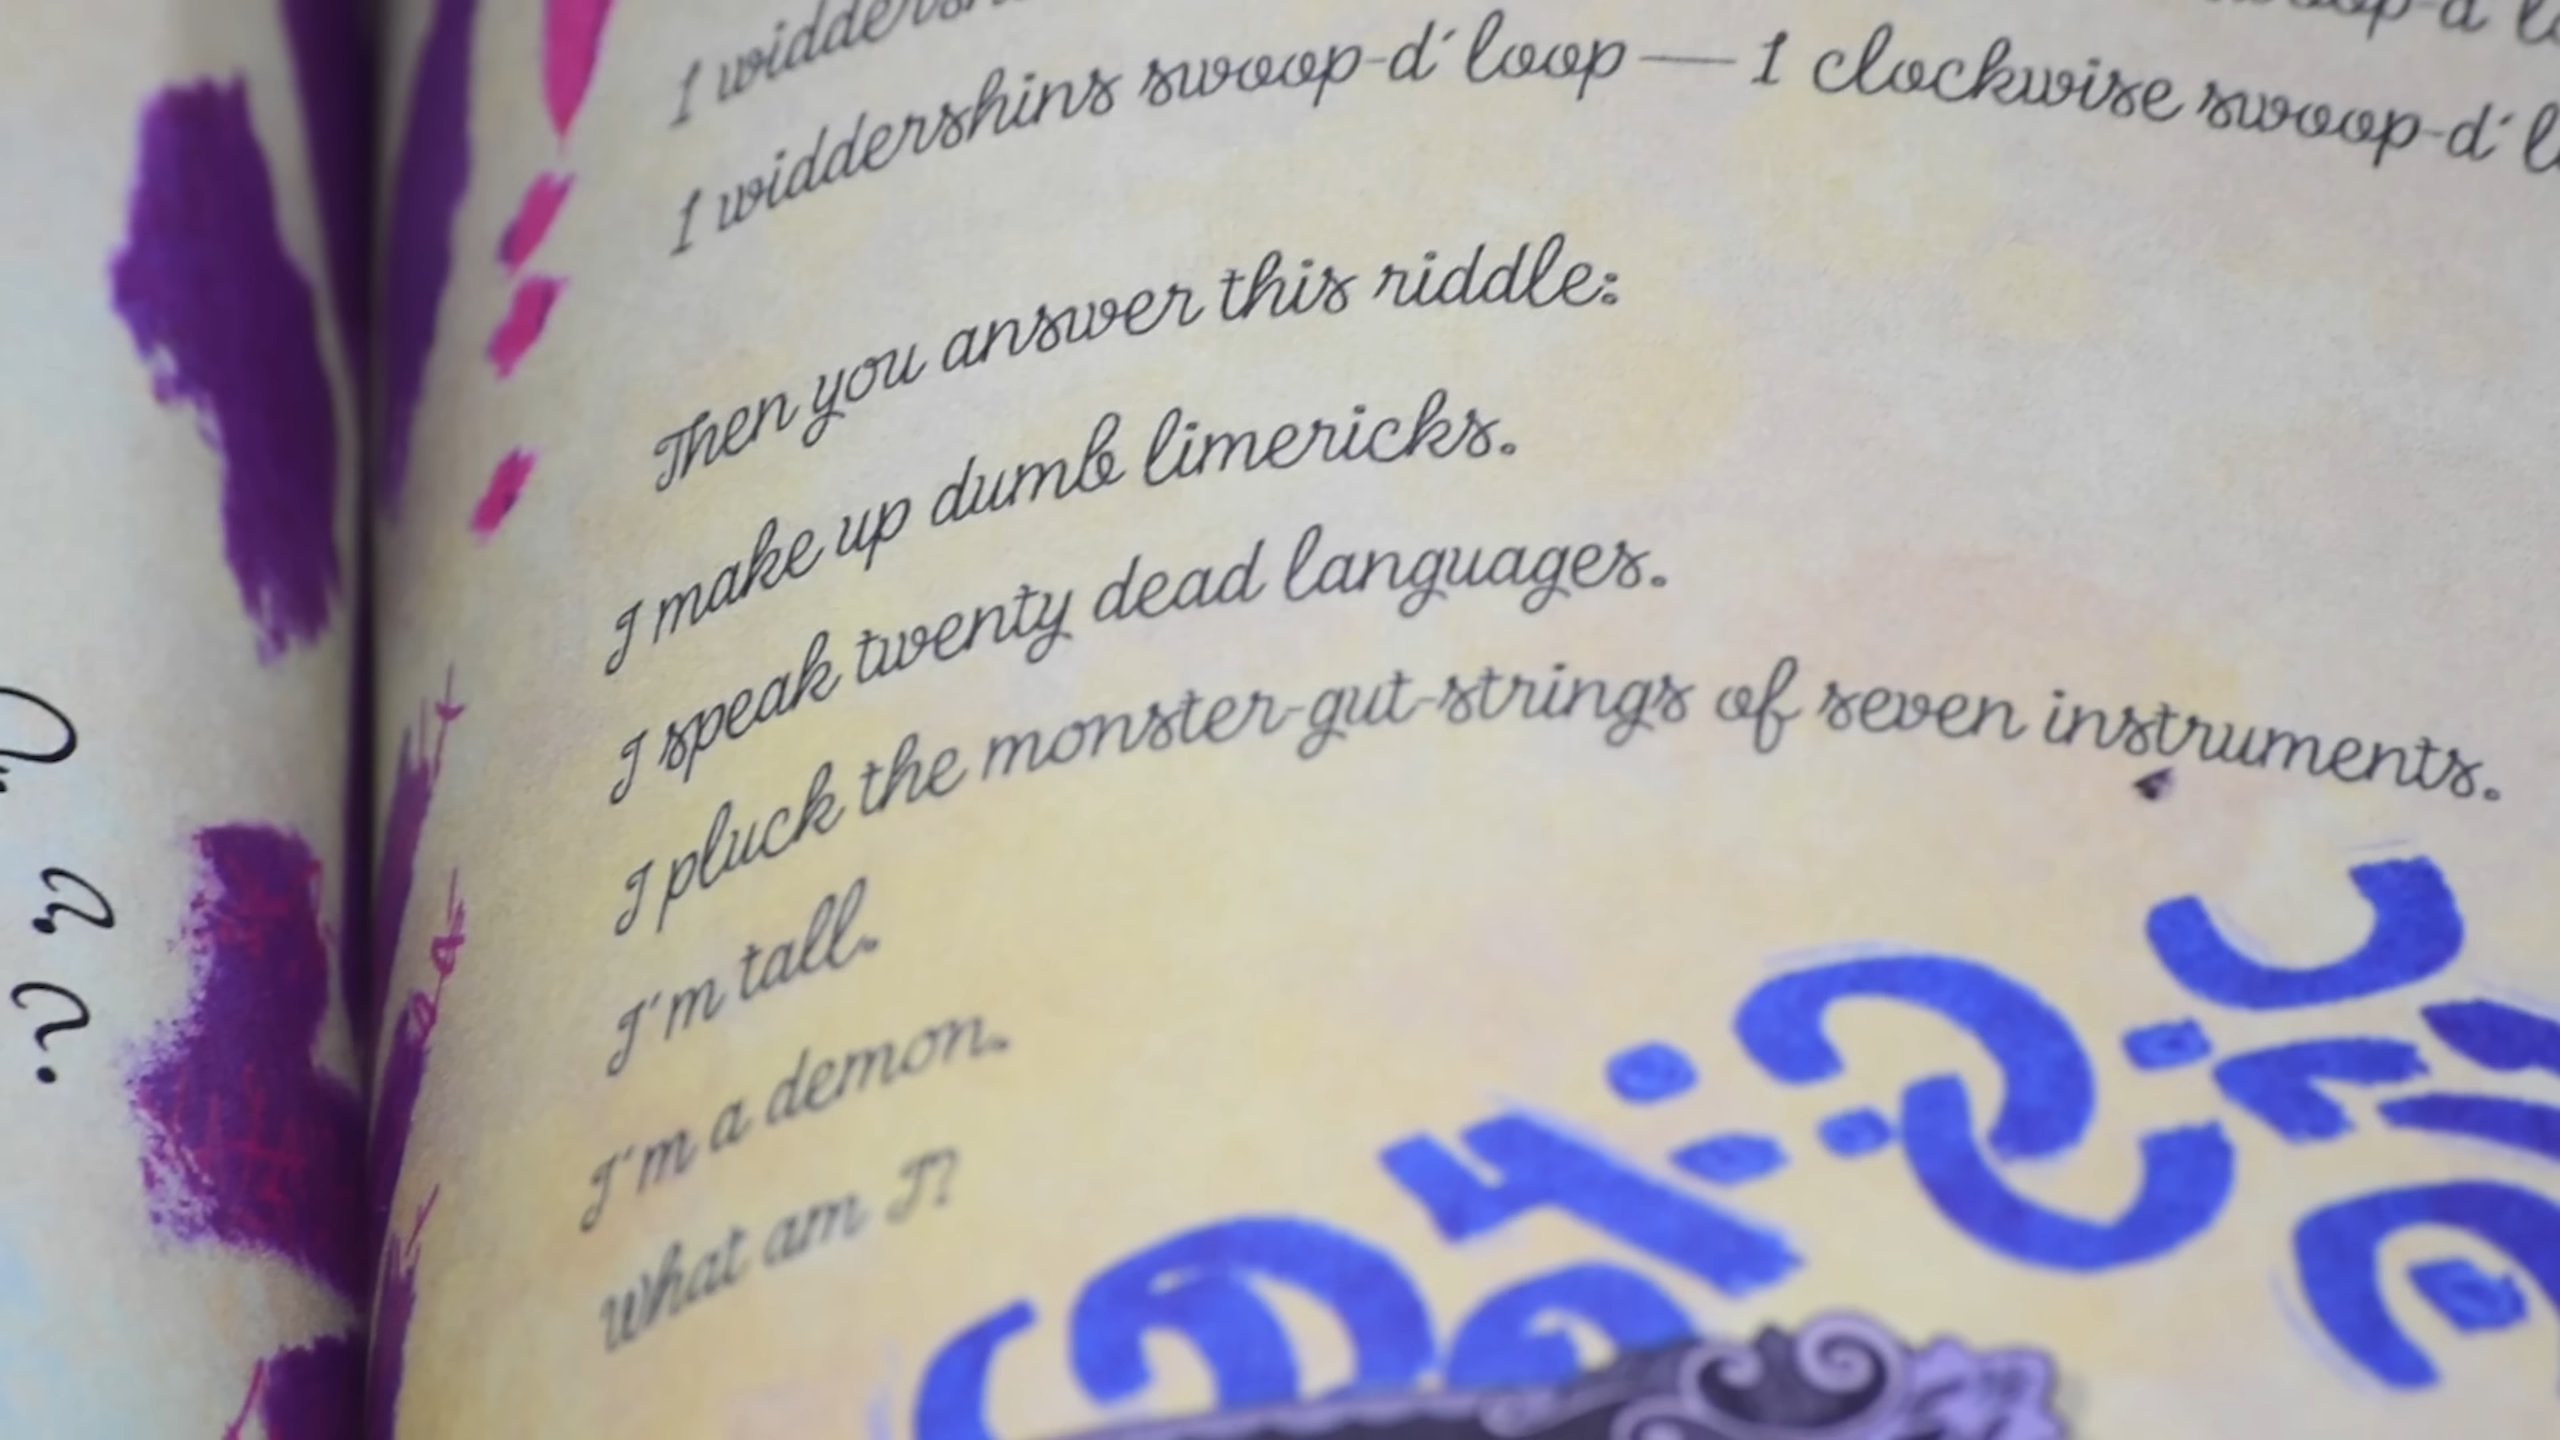 1 widdershins swoop-d'loop — 1 clockwise swoop-d'l
Then you answer this riddle:
I make up dumb limericks.
I speak twenty dead languages.
I pluck the monster-gut-strings of seven instruments.
I'm tall.
I'm a demon.
What am I?